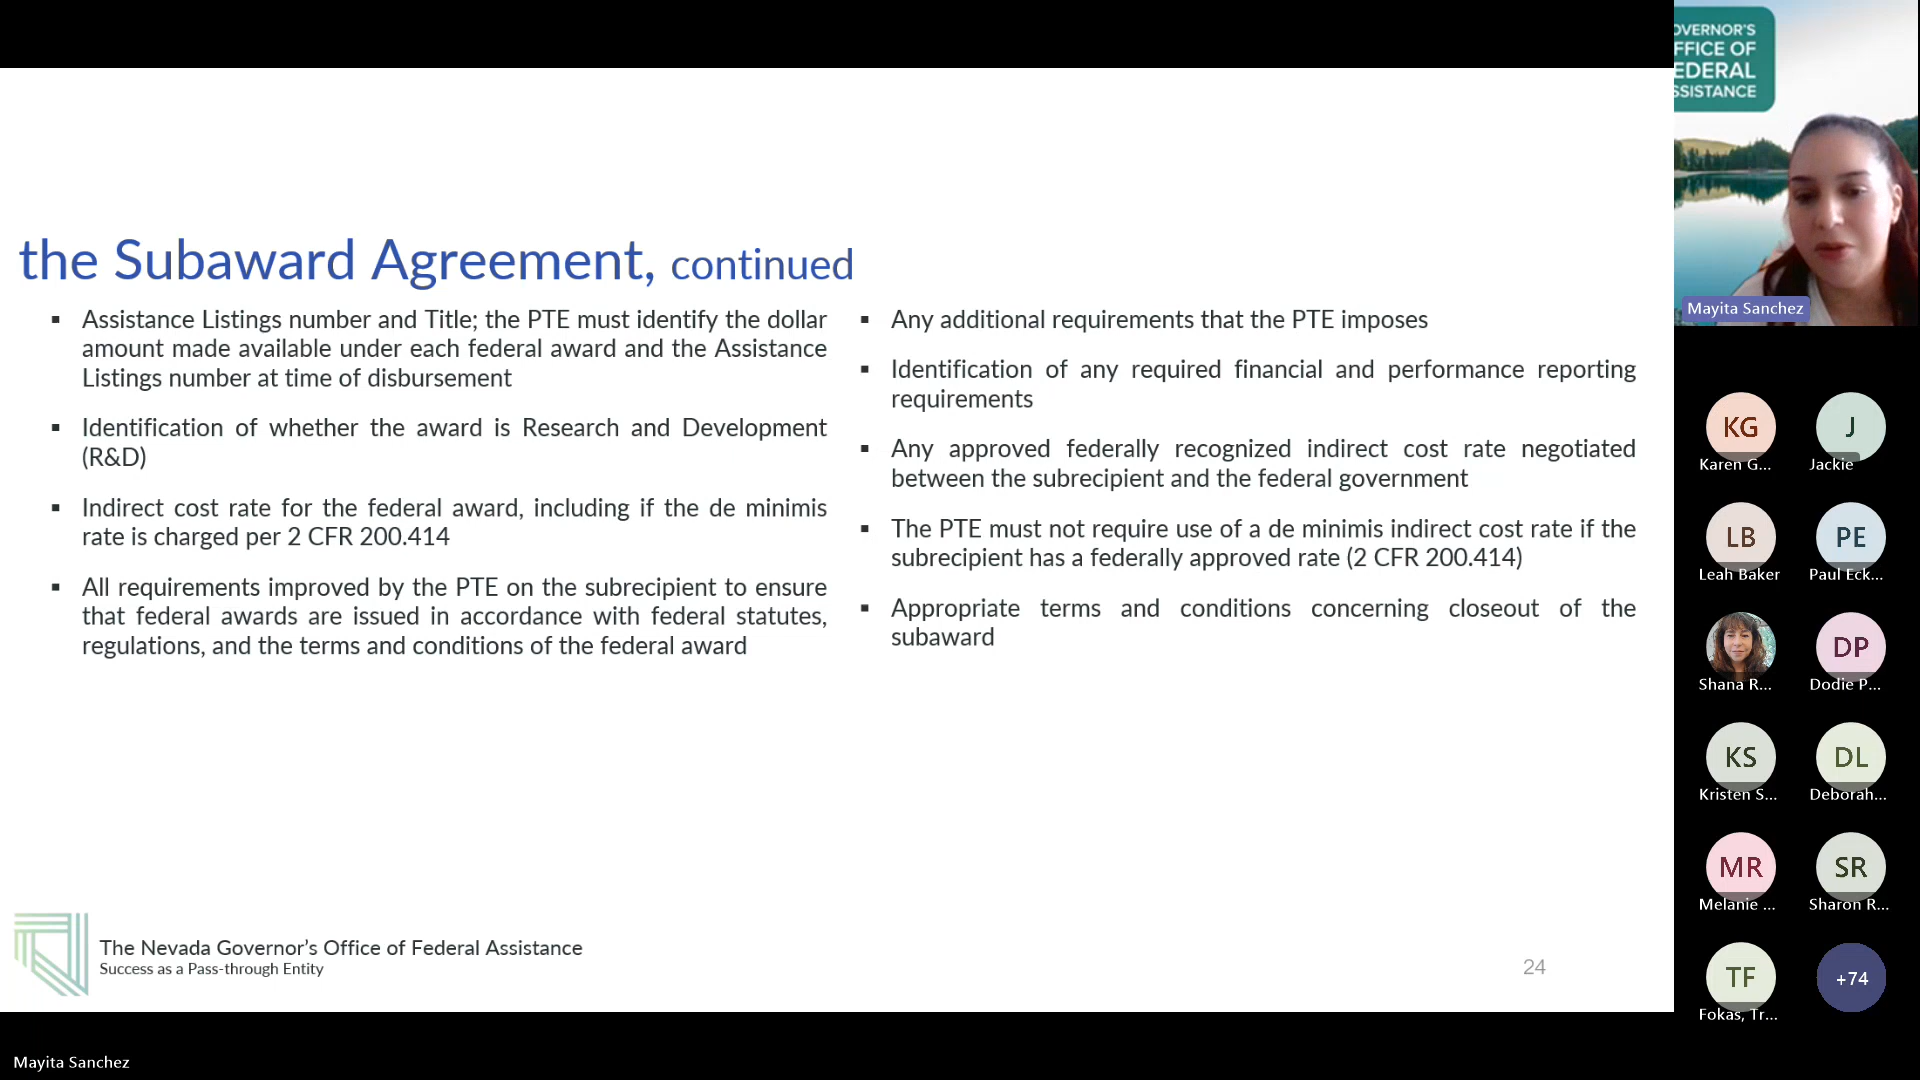 the Subaward Agreement, continued
▪ Assistance Listings number and Title; the PTE must identify the dollar
amount made available under each federal award and the Assistance
Listings number at time of disbursement
▪ Identification of whether the award is Research and Development
(R&D)
▪ Indirect cost rate for the federal award, including if the de minimis
rate is charged per 2 CFR 200.414
▪ All requirements improved by the PTE on the subrecipient to ensure
that federal awards are issued in accordance with federal statutes,
regulations, and the terms and conditions of the federal award
▪ Any additional requirements that the PTE imposes
▪ Identification of any required financial and performance reporting
requirements
▪ Any approved federally recognized indirect cost rate negotiated
between the subrecipient and the federal government
▪ The PTE must not require use of a de minimis indirect cost rate if the
subrecipient has a federally approved rate (2 CFR 200.414)
▪ Appropriate terms and conditions concerning closeout of the
subaward
The Nevada Governor's Office of Federal Assistance
Success as a Pass-through Entity
24
OVERNOR'S
FFICE OF
EDERAL
SSISTANCE
Mayita Sanchez
KG
Karen G...
J
Jackie
LB
Leah Baker
PE
Paul Eck...
Shana R...
DP
Dodie P...
KS
Kristen S...
DL
Deborah...
MR
Melanie ...
SR
Sharon R...
TF
Fokas, Tr...
+74
Mayita Sanchez